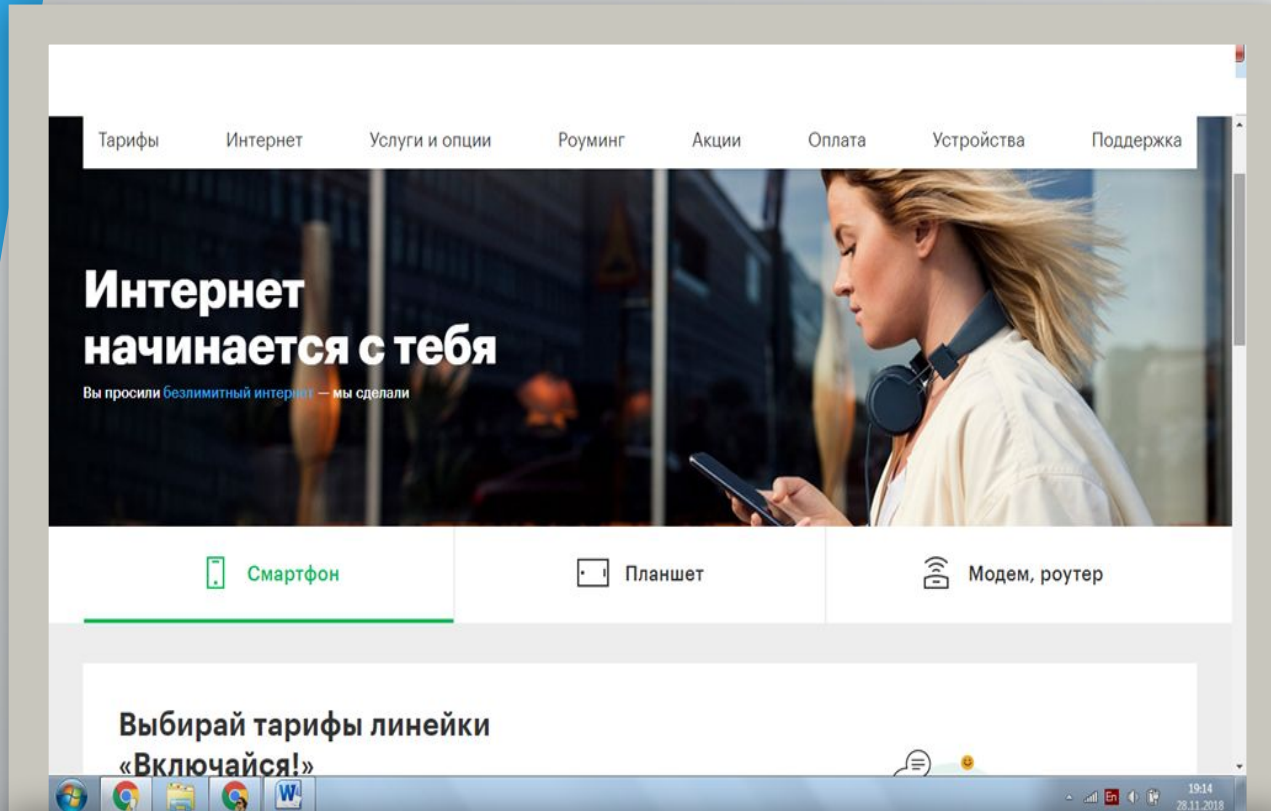 Тарифы Интернет Услуги и опции Роуминг Акции Оплата Устройства Поддержка
Интернет
начинается с тебя
Вы просили безлимитный интернет — мы сделали
Смартфон Планшет Модем, роутер
Выбирай тарифы линейки
«Включайся!»
W En 19:14
28.11.2018